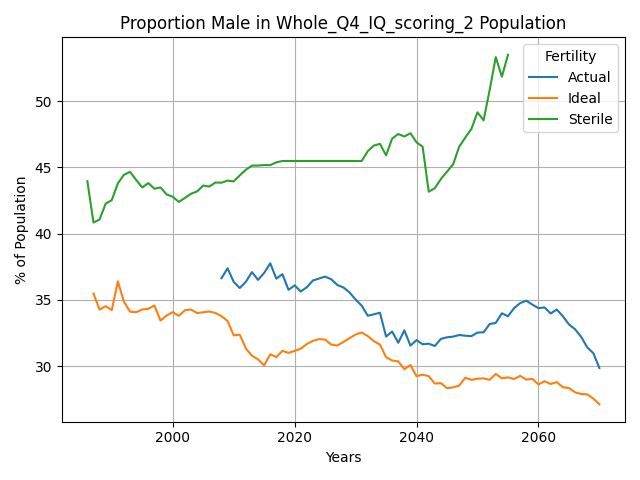 Proportion Male in Whole_Q4_IQ_scoring_2 Population
Fertility
Actual
Ideal
Sterile
% of Population
50
45
40
35
30
2000
2020
2040
2060
Years